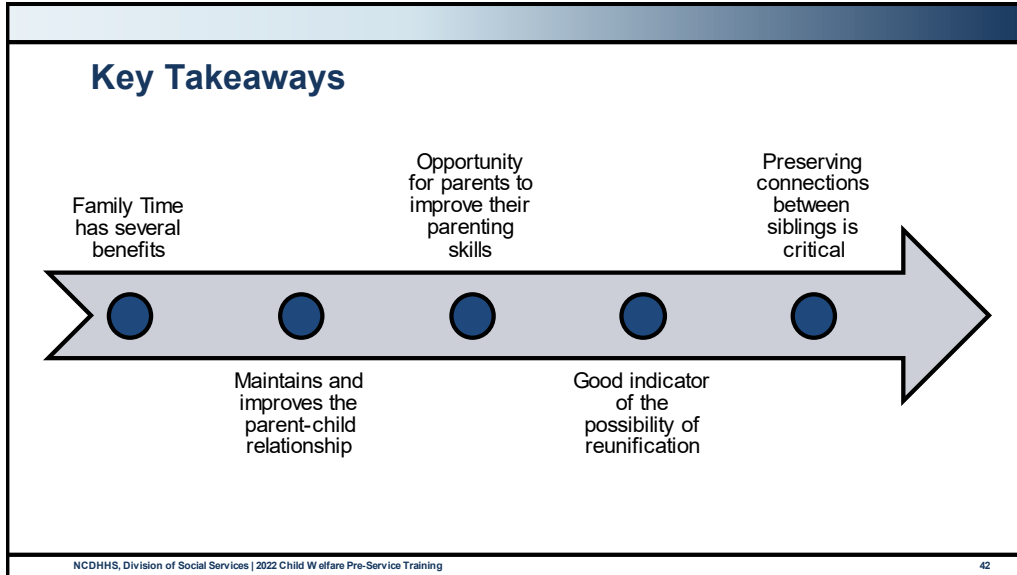 Key Takeaways
Family Time
has several
benefits
Maintains and
improves the
parent-child
relationship
Opportunity
for parents to
improve their
parenting
skills
Good indicator
of the
possibility of
reunification
Preserving
connections
between
siblings is
critical
NCDHHS, Division of Social Services | 2022 Child Welfare Pre-Service Training
42